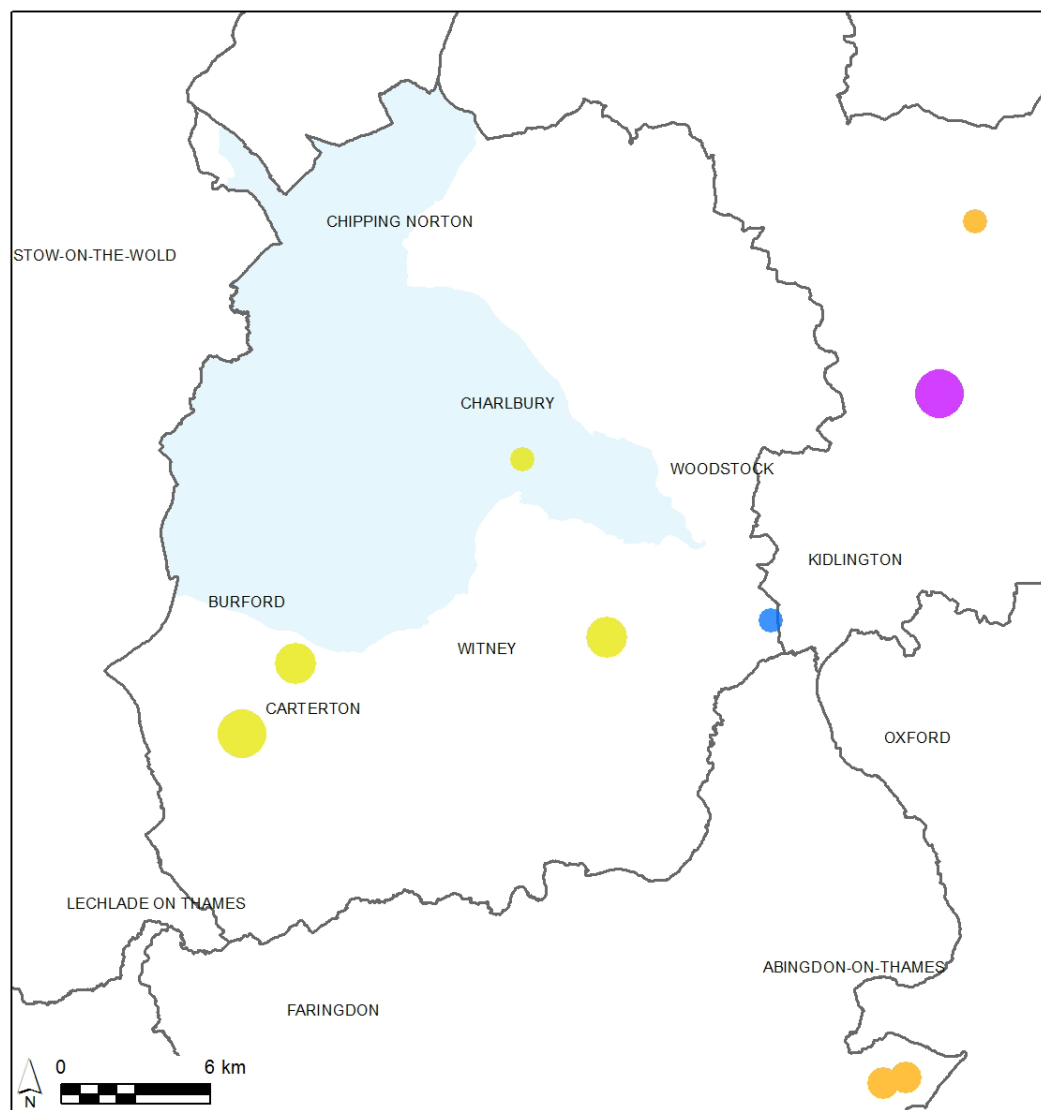 CHIPPING NORTON
STOW-ON-THE-WOLD
CHARLBURY
WOODSTOCK
KIDLINGTON
BURFORD
WITNEY
CARTERTON
OXFORD
LECHLADE ON THAMES
ABINGDON-ON-THAMES
FARINGDON
0 6 km
N